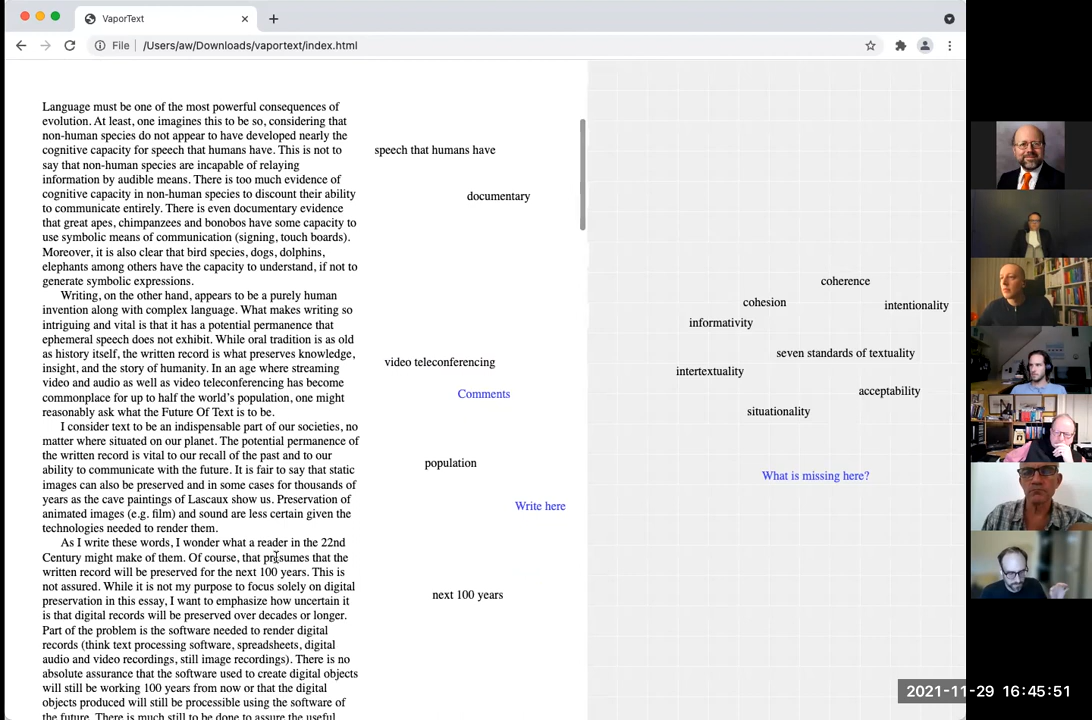 VaporText
File
/Users/aw/Downloads/vaportext/index.html
Language must be one of the most powerful consequences of
evolution. At least, one imagines this to be so, considering that
non-human species do not appear to have developed nearly the
cognitive capacity for speech that humans have. This is not to
say that non-human species are incapable of relaying
information by audible means. There is too much evidence of
cognitive capacity in non-human species to discount their ability
to communicate entirely. There is even documentary evidence
that great apes, chimpanzees and bonobos have some capacity to
use symbolic means of communication (signing, touch boards).
Moreover, it is also clear that bird species, dogs, dolphins,
elephants among others have the capacity to understand, if not to
generate symbolic expressions.
Writing, on the other hand, appears to be a purely human
invention along with complex language. What makes writing so
intriguing and vital is that it has a potential permanence that
ephemeral speech does not exhibit. While oral tradition is as old
as history itself, the written record is what preserves knowledge,
insight, and the story of humanity. In an age where streaming
video and audio as well as video teleconferencing has become
commonplace for up to half the world's population, one might
reasonably ask what the Future Of Text is to be.
I consider text to be an indispensable part of our societies, no
matter where situated on our planet. The potential permanence of
the written record is vital to our recall of the past and to our
ability to communicate with the future. It is fair to say that static
images can also be preserved and in some cases for thousands of
years as the cave paintings of Lascaux show us. Preservation of
animated images (e.g. film) and sound are less certain given the
technologies needed to render them.
As I write these words, I wonder what a reader in the 22nd
Century might make of them. Of course, that presumes that the
written record will be preserved for the next 100 years. This is
not assured. While it is not my purpose to focus solely on digital
preservation in this essay, I want to emphasize how uncertain it
is that digital records will be preserved over decades or longer.
Part of the problem is the software needed to render digital
records (think text processing software, spreadsheets, digital
audio and video recordings, still image recordings). There is no
absolute assurance that the software used to create digital objects
will still be working 100 years from now or that the digital
objects produced will still be processible using the software of
the future. There is much still to be done to assure the useful
speech that humans have
documentary
video teleconferencing
Comments
population
Write here
next 100 years
coherence
cohesion
intentionality
informativity
seven standards of textuality
intertextuality
acceptability
situationality
What is missing here?
2021-11-29 16:45:51